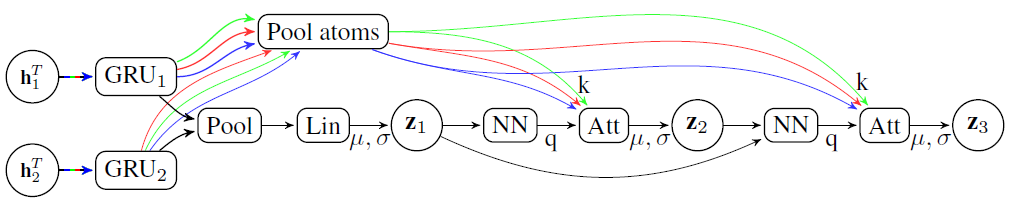 Pool atoms
h_1^T
GRU_1
k
k
Pool
Lin
μ, σ
z_1
NN
q
Att
μ, σ
z_2
NN
q
Att
μ, σ
z_3
h_2^T
GRU_2